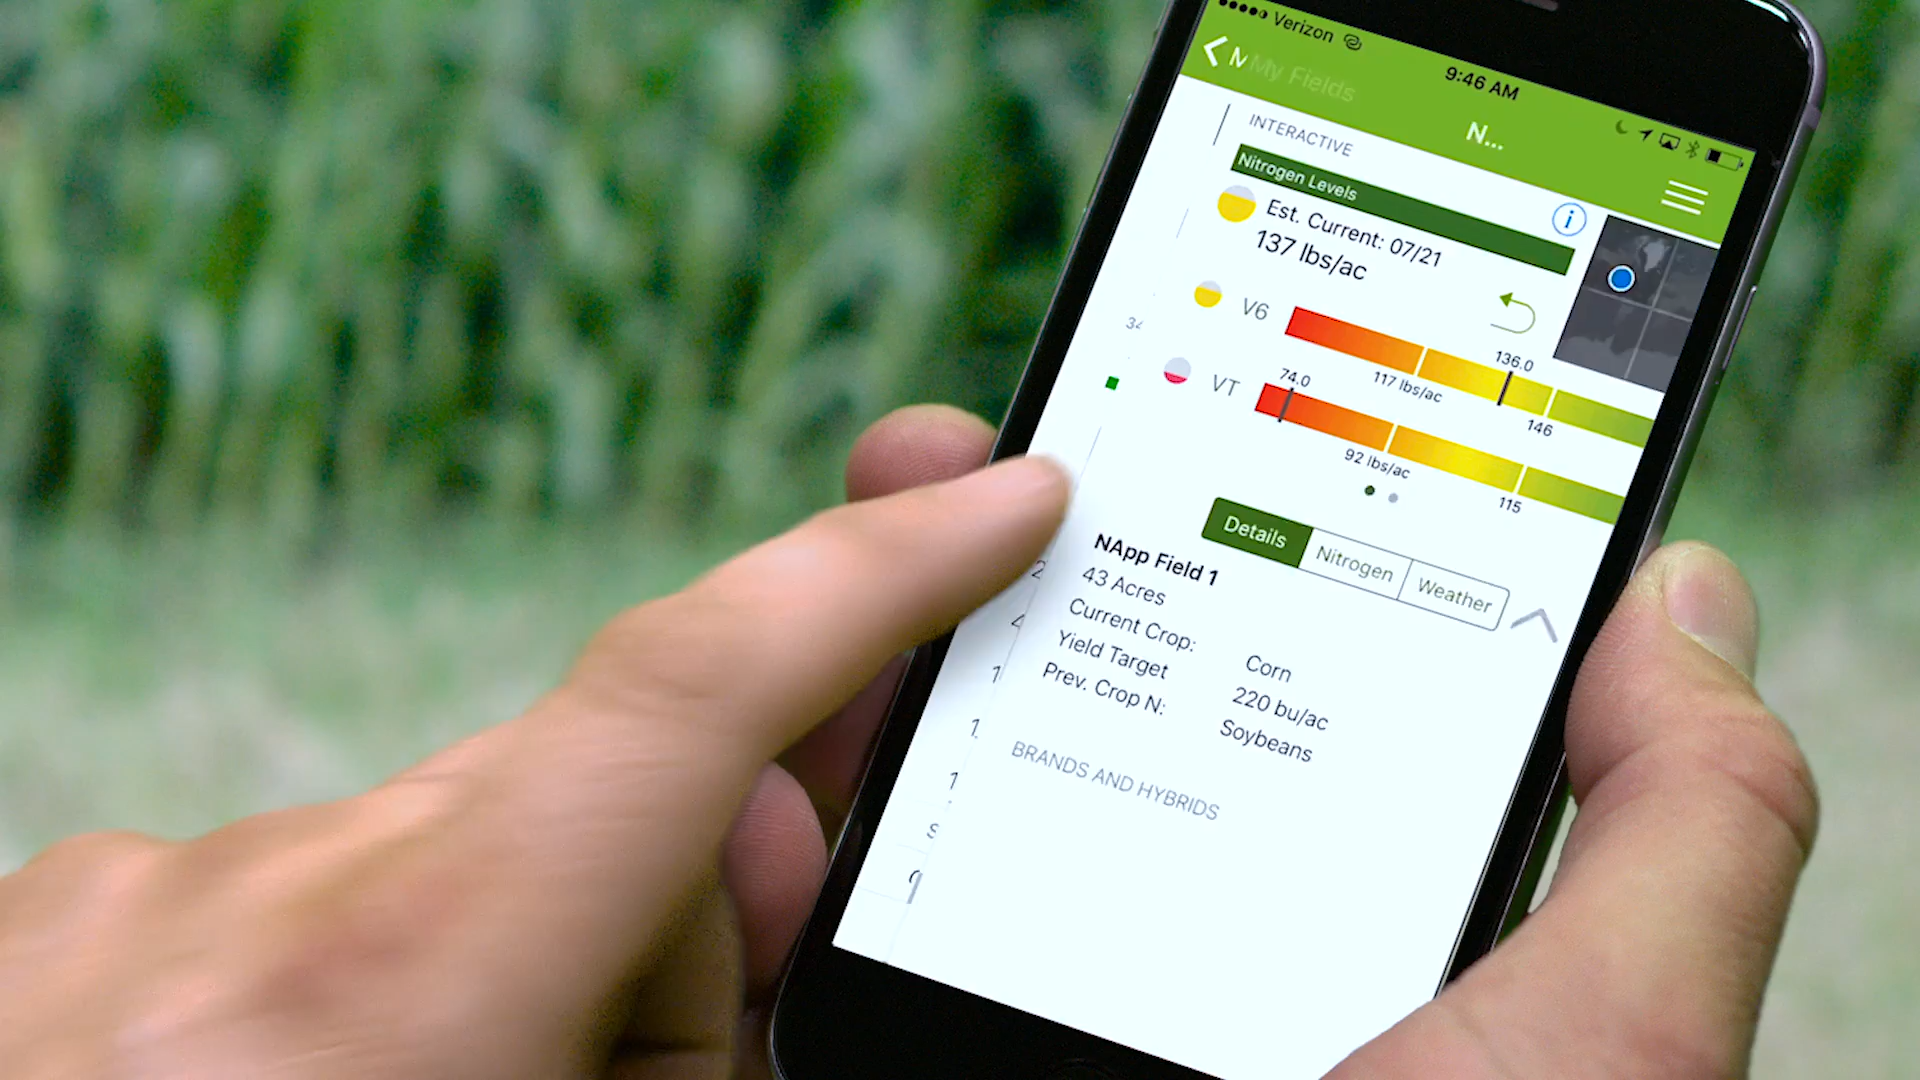 Verizon
9:46 AM
My Fields
N...
INTERACTIVE
Nitrogen Levels
Est. Current: 07/21
137 lbs/ac
V6
136.0
117 lbs/ac
146
VT
74.0
92 lbs/ac
115
Details Nitrogen Weather
NApp Field 1
43 Acres
Current Crop: Corn
Yield Target 220 bu/ac
Prev. Crop N: Soybeans
BRANDS AND HYBRIDS